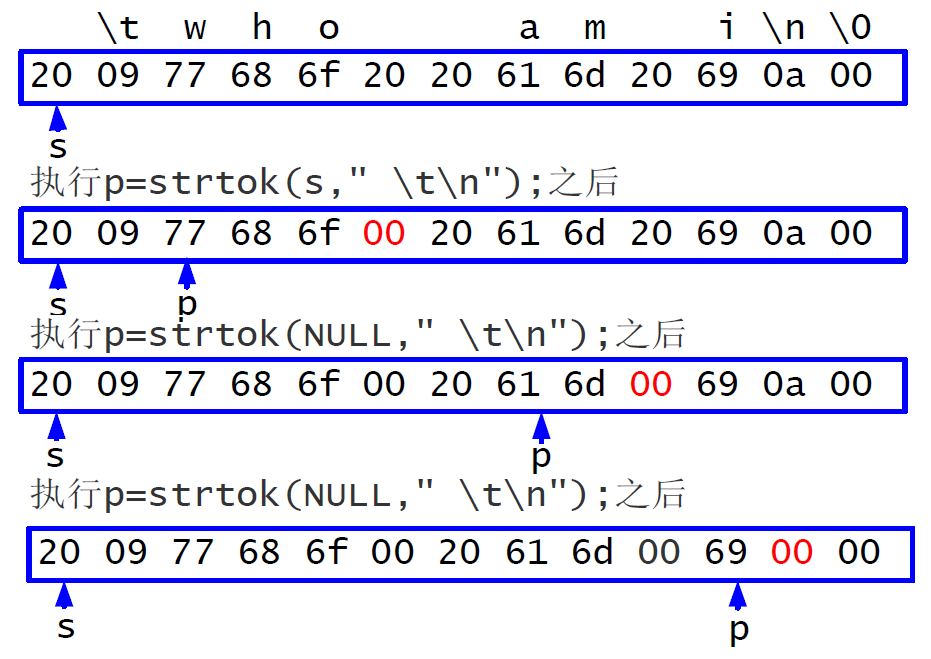 \t w h o a m i \n \0
20 09 77 68 6f 20 20 61 6d 20 69 0a 00
s
执行p=strtok(s," \t\n");之后
20 09 77 68 6f 00 20 61 6d 20 69 0a 00
s p
执行p=strtok(NULL," \t\n");之后
20 09 77 68 6f 00 20 61 6d 00 69 0a 00
s p
执行p=strtok(NULL," \t\n");之后
20 09 77 68 6f 00 20 61 6d 00 69 00 00
s p